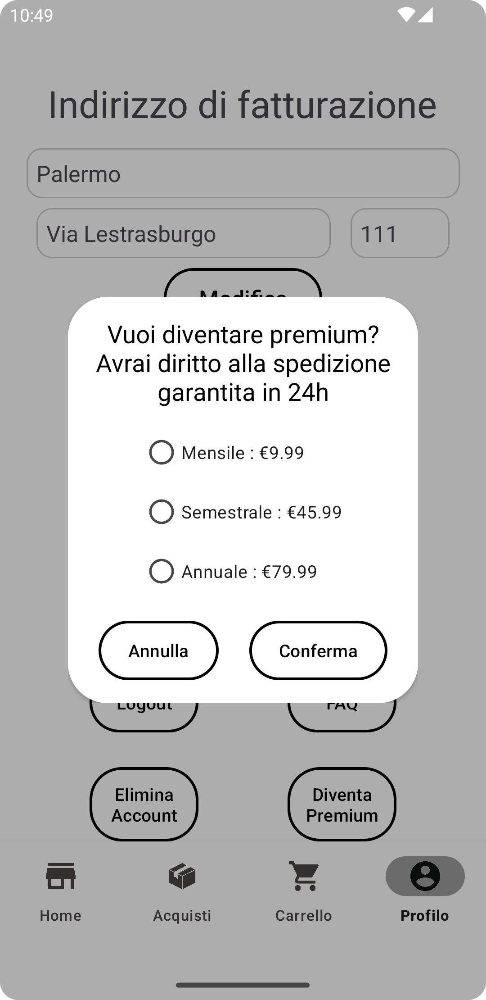 10:49
Indirizzo di fatturazione
Palermo
Via Lestrasburgo
111
Modifica
Vuoi diventare premium?
Avrai diritto alla spedizione
garantita in 24h
Mensile : €9.99
Semestrale : €45.99
Annuale : €79.99
Annulla
Conferma
Logout
FAQ
Elimina
Account
Diventa
Premium
Home
Acquisti
Carrello
Profilo